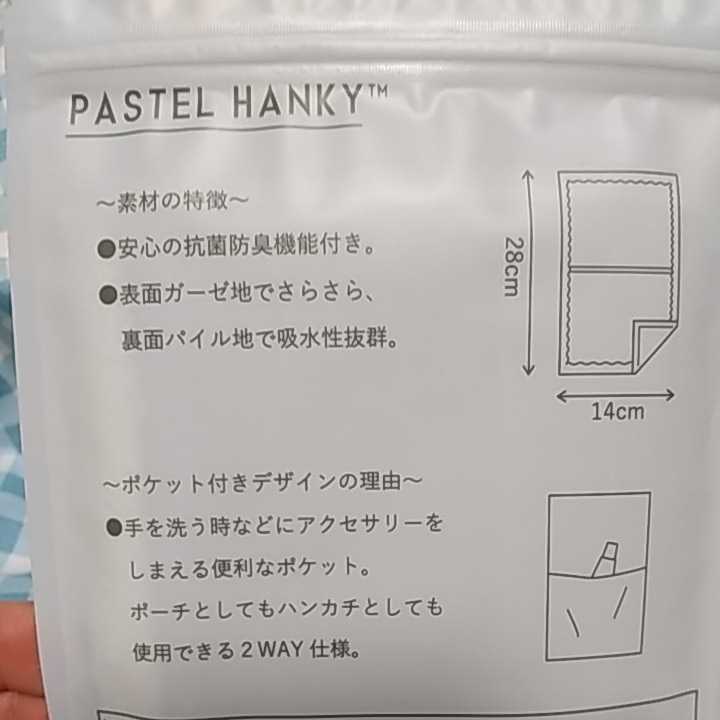 PASTEL HANKY™
～素材の特徴～
●安心の抗菌防臭機能付き。
●表面ガーゼ地でさらさら、
裏面パイル地で吸水性抜群。
28cm
14cm
～ポケット付きデザインの理由～
●手を洗う時などにアクセサリーを
しまえる便利なポケット。
ポーチとしてもハンカチとしても
使用できる2WAY仕様。